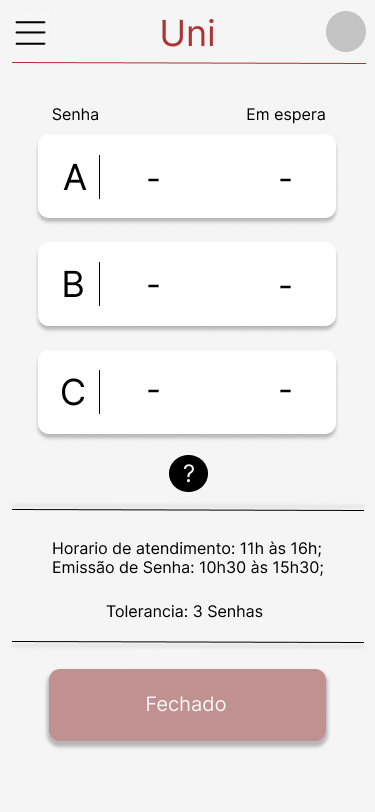 Uni
Senha Em espera
A - -
B - -
C - -
?
Horario de atendimento: 11h às 16h;
Emissão de Senha: 10h30 às 15h30;
Tolerancia: 3 Senhas
Fechado